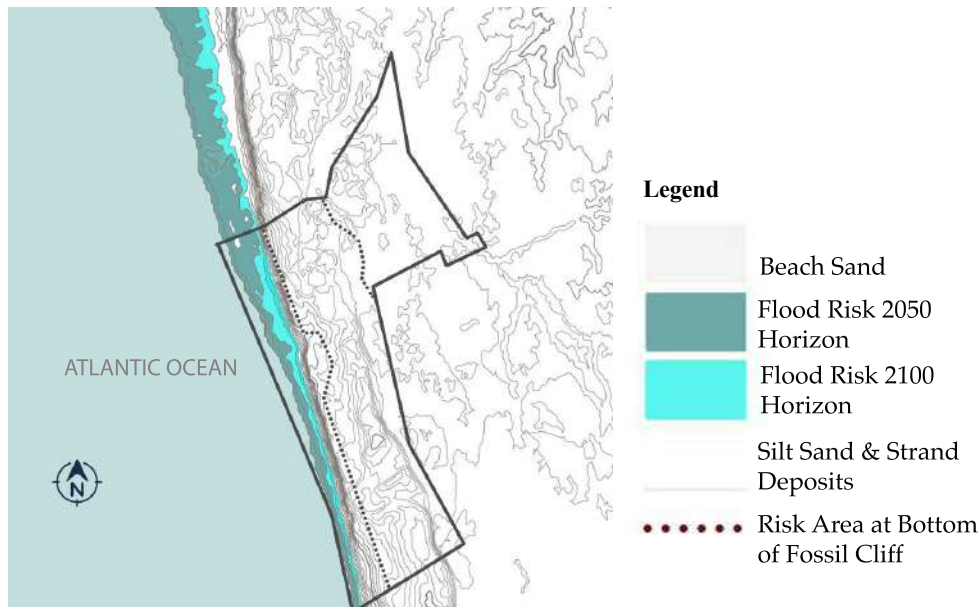 ATLANTIC OCEAN
N
Legend
Beach Sand
Flood Risk 2050
Horizon
Flood Risk 2100
Horizon
Silt Sand & Strand
Deposits
Risk Area at Bottom
of Fossil Cliff